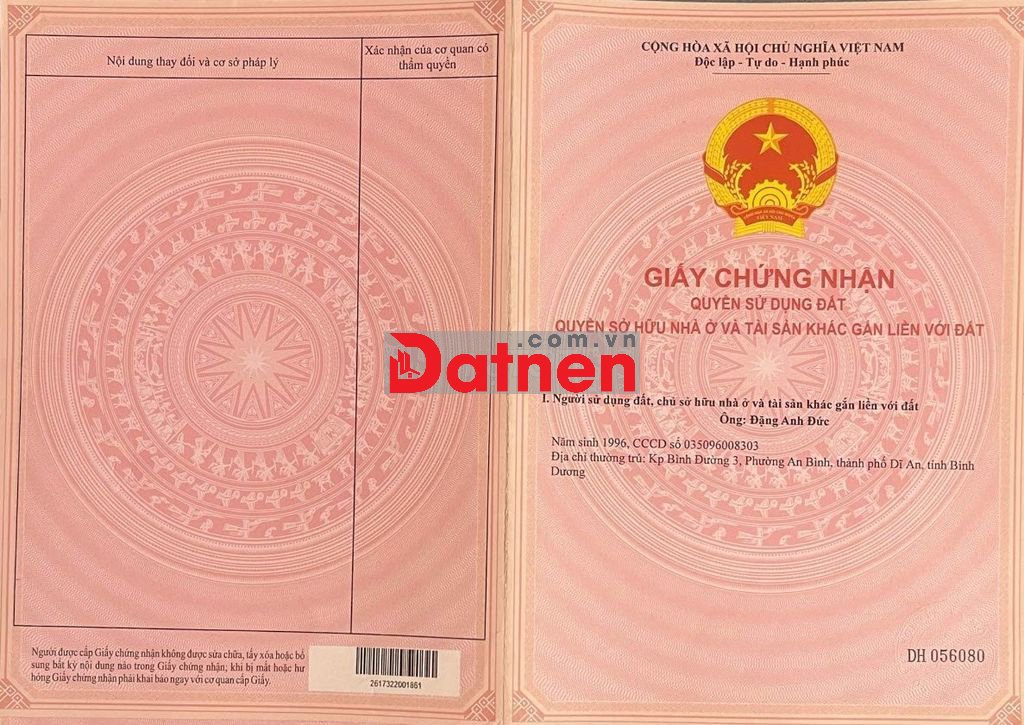 Nội dung thay đổi và cơ sở pháp lý
Xác nhận của cơ quan có
thẩm quyền
Người được cấp Giấy chứng nhận không được sửa chữa, tẩy xóa hoặc bổ
sung bất kỳ nội dung nào trong Giấy chứng nhận; khi bị mất hoặc hư
hỏng Giấy chứng nhận phải khai báo ngay với cơ quan cấp Giấy.
2617322001861
CỘNG HÒA XÃ HỘI CHỦ NGHĨA VIỆT NAM
Độc lập - Tự do - Hạnh phúc
VIỆT NAM
GIẤY CHỨNG NHẬN
QUYỀN SỬ DỤNG ĐẤT
QUYỀN SỞ HỮU NHÀ Ở VÀ TÀI SẢN KHÁC GẮN LIỀN VỚI ĐẤT
.com.vn
Datnen
I. Người sử dụng đất, chủ sở hữu nhà ở và tài sản khác gắn liền với đất
Ông: Đặng Anh Đức
Năm sinh 1996, CCCD số 035096008303
Địa chỉ thường trú: Kp Bình Đường 3, Phường An Bình, thành phố Dĩ An, tỉnh Bình
Dương
DH 056080